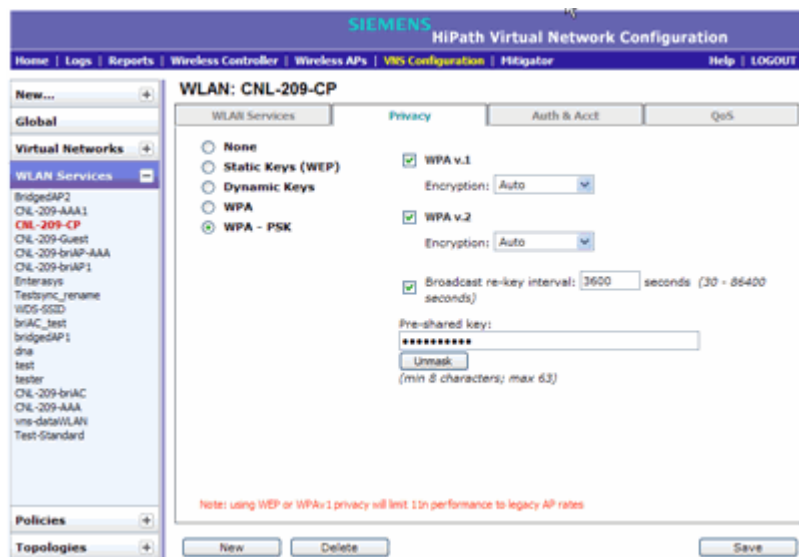 SIEMENS
HiPath Virtual Network Configuration
Home | Logs | Reports | Wireless Controller | Wireless APs | VNS Configuration | Mitigator Help | LOGOUT
New...
Global
Virtual Networks
WLAN Services
BridgedAP2
CNL-209-AAA1
CNL-209-CP
CNL-209-Guest
CNL-209-briAP-AAA
CNL-209-briAP1
Enterasys
Testsync_rename
WDS-SSID
briAC_test
bridgedAP1
dna
test
tester
CNL-209-briAC
CNL-209-AAA
vns-dataWLAN
Test-Standard
Policies
Topologies
WLAN: CNL-209-CP
WLAN Services Privacy Auth & Acct QoS
None
Static Keys (WEP)
Dynamic Keys
WPA
WPA - PSK
WPA v.1
Encryption: Auto
WPA v.2
Encryption: Auto
Broadcast re-key interval: 3600 seconds (30 - 86400
seconds)
Pre-shared key:
••••••••••
Unmask
(min 8 characters; max 63)
Note: using WEP or WPAv1 privacy will limit 11n performance to legacy AP rates
New Delete Save